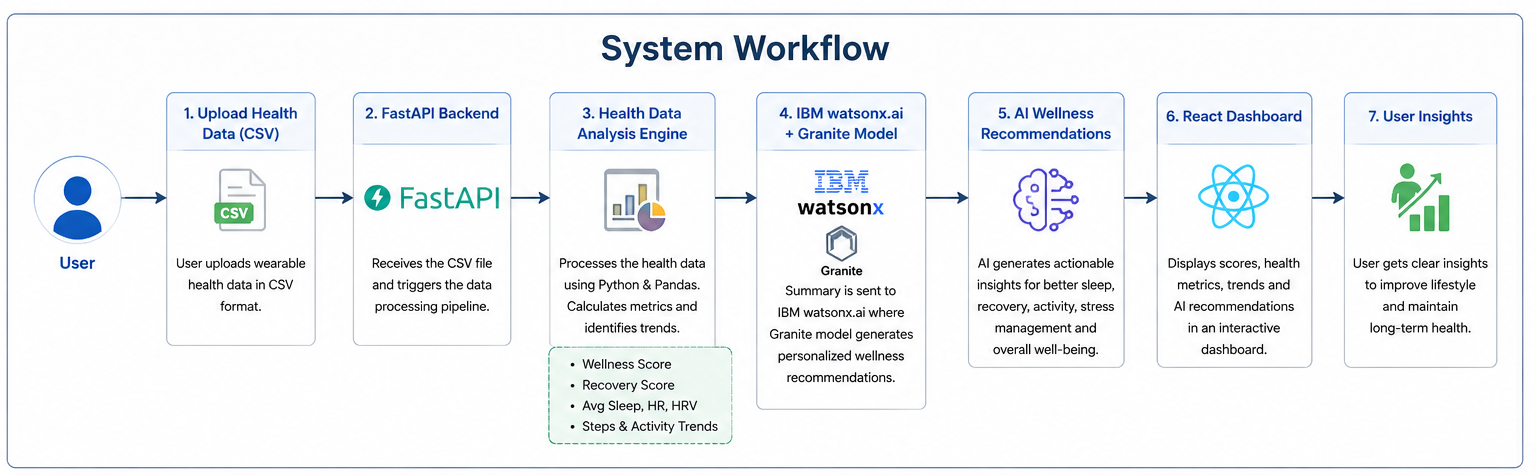 System Workflow
User
1. Upload Health
Data (CSV)
CSV
User uploads wearable
health data in CSV
format.
2. FastAPI Backend
FastAPI
Receives the CSV file
and triggers the data
processing pipeline.
3. Health Data
Analysis Engine
Processes the health data
using Python & Pandas.
Calculates metrics and
identifies trends.
• Wellness Score
• Recovery Score
• Avg Sleep, HR, HRV
• Steps & Activity Trends
4. IBM watsonx.ai
+ Granite Model
IBM
watsonx
Granite
Summary is sent to
IBM watsonx.ai where
Granite model generates
personalized wellness
recommendations.
5. AI Wellness
Recommendations
AI generates actionable
insights for better sleep,
recovery, activity, stress
management and
overall well-being.
6. React Dashboard
Displays scores, health
metrics, trends and
AI recommendations
in an interactive
dashboard.
7. User Insights
User gets clear insights
to improve lifestyle
and maintain
long-term health.